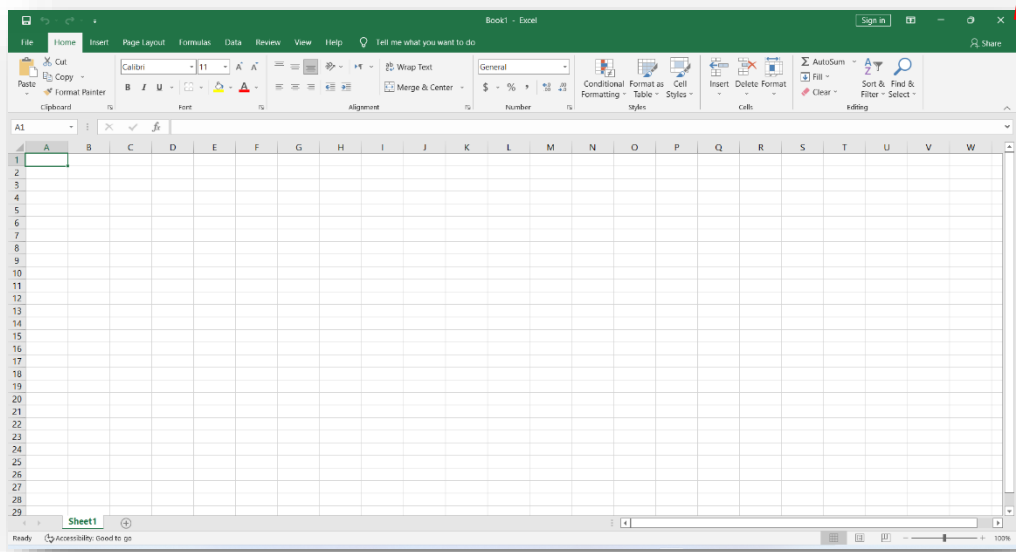 Book1 - Excel
Sign in
File Home Insert Page Layout Formulas Data Review View Help Tell me what you want to do
Share
Paste
Cut
Copy
Format Painter
Clipboard
Calibri 11 A A
B I U A
Font
Wrap Text
Merge & Center
Alignment
General
$ % ,
Number
Conditional Formatting
Format as Table
Cell Styles
Styles
Insert Delete Format
Cells
AutoSum
Fill
Clear
Sort & Filter
Find & Select
Editing
A1 fx
A B C D E F G H I J K L M N O P Q R S T U V W
1
2
3
4
5
6
7
8
9
10
11
12
13
14
15
16
17
18
19
20
21
22
23
24
25
26
27
28
29
Sheet1
Ready Accessibility: Good to go
100%